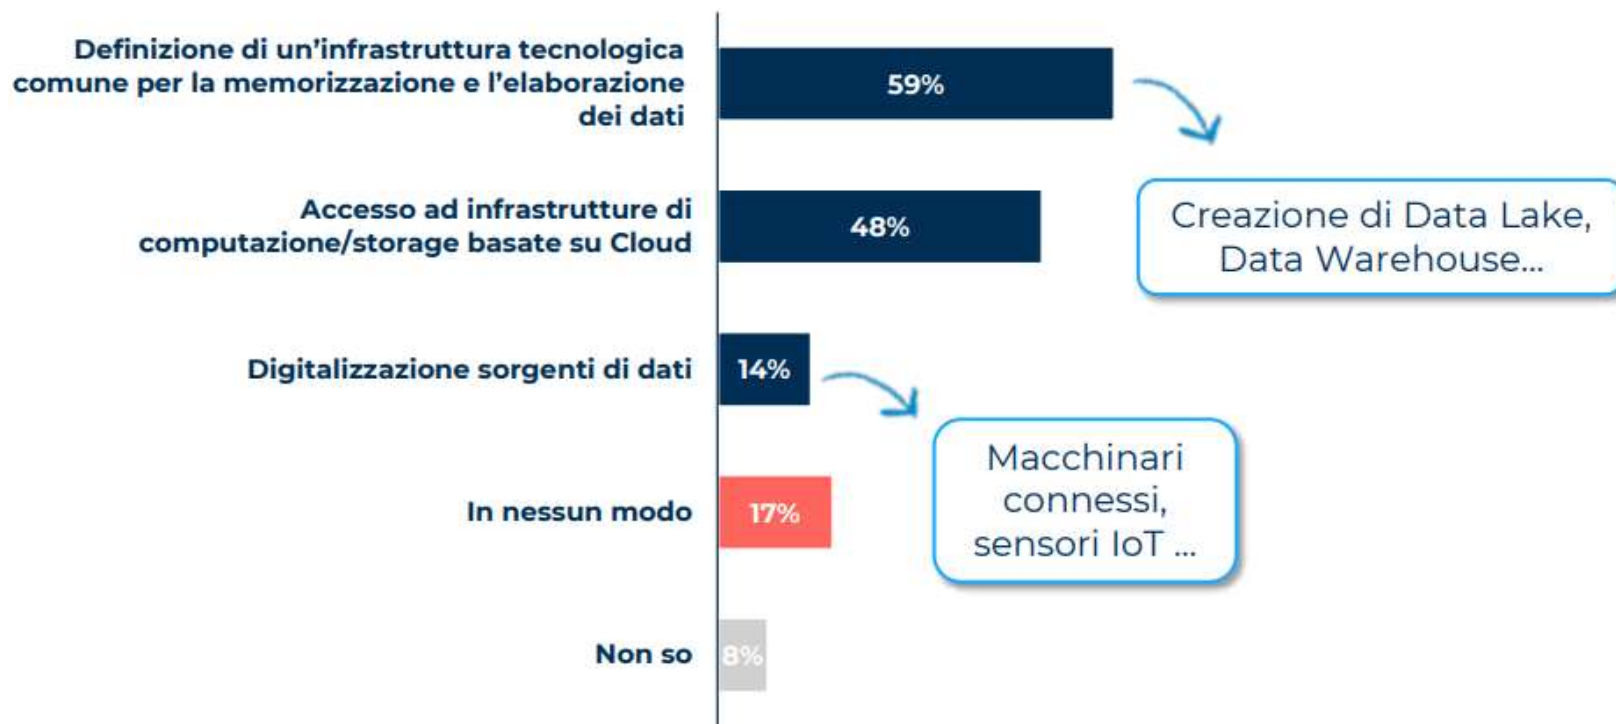 Definizione di un’infrastruttura tecnologica
comune per la memorizzazione e l’elaborazione
dei dati
59%
Creazione di Data Lake,
Data Warehouse...
Accesso ad infrastrutture di
computazione/storage basate su Cloud
48%
Digitalizzazione sorgenti di dati
14%
Macchinari
connessi,
sensori IoT ...
In nessun modo
17%
Non so
8%